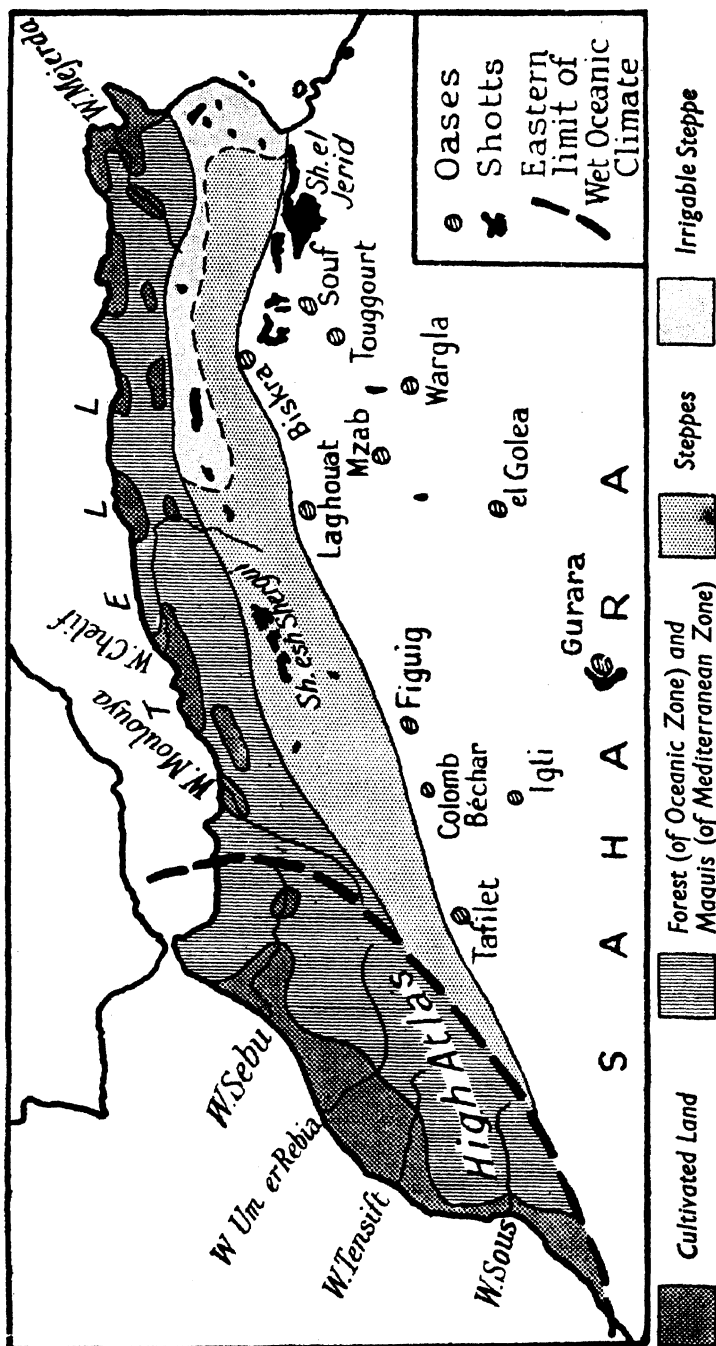 W. Mejerda
W. Chelif
W. Moulouya
T E L L
W. Sebu
W Um er Rebia
W. Tensift
W. Sous
High Atlas
Sh. esh Shergui
Sh. el
Jerid
Biskra
Souf
Touggourt
Laghouat
Mzab
Wargla
el Golea
Figuig
Colomb
Béchar
Igli
Tafilet
Gurara
S A H A R A
Oases
Shotts
Eastern
limit of
Wet Oceanic
Climate
Cultivated Land
Forest (of Oceanic Zone) and
Maquis (of Mediterranean Zone)
Steppes
Irrigable Steppe